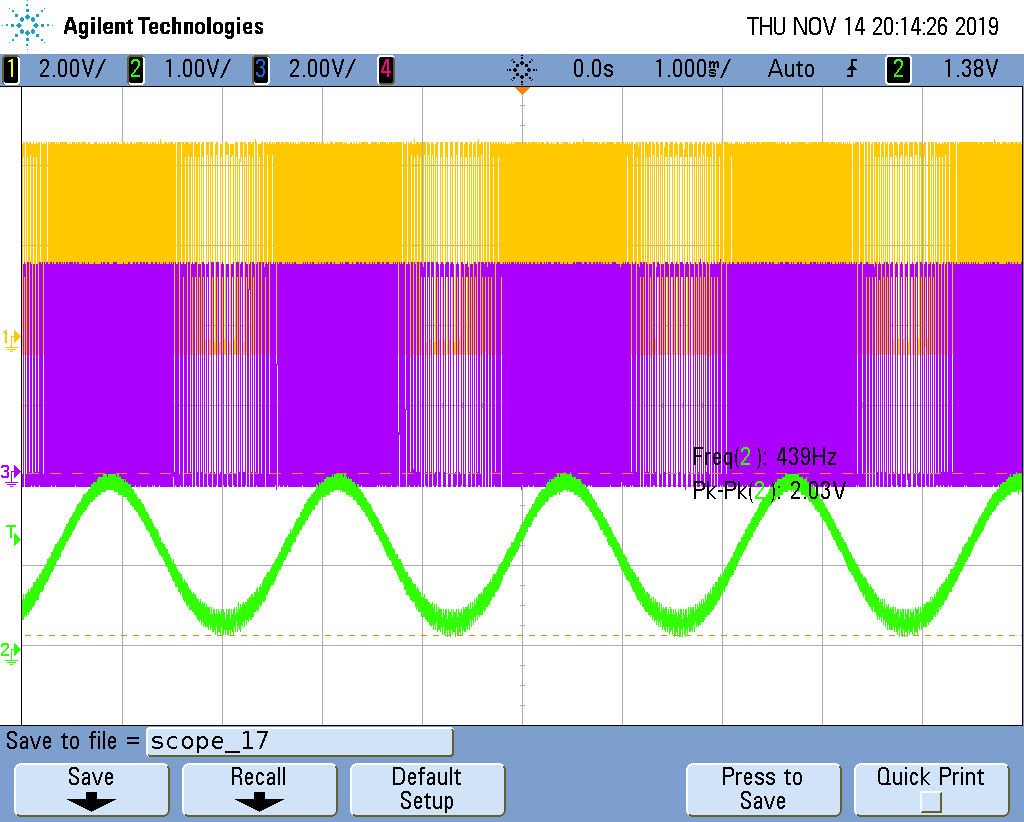 Agilent Technologies THU NOV 14 20:14:26 2019
1 2.00V/ 2 1.00V/ 3 2.00V/ 4 0.0s 1.000ms/ Auto 2 1.38V
1
3
Freq(2): 439Hz
Pk-Pk(2): 2.03V
T
2
Save to file = scope_17
Save Recall Default Setup Press to Save Quick Print